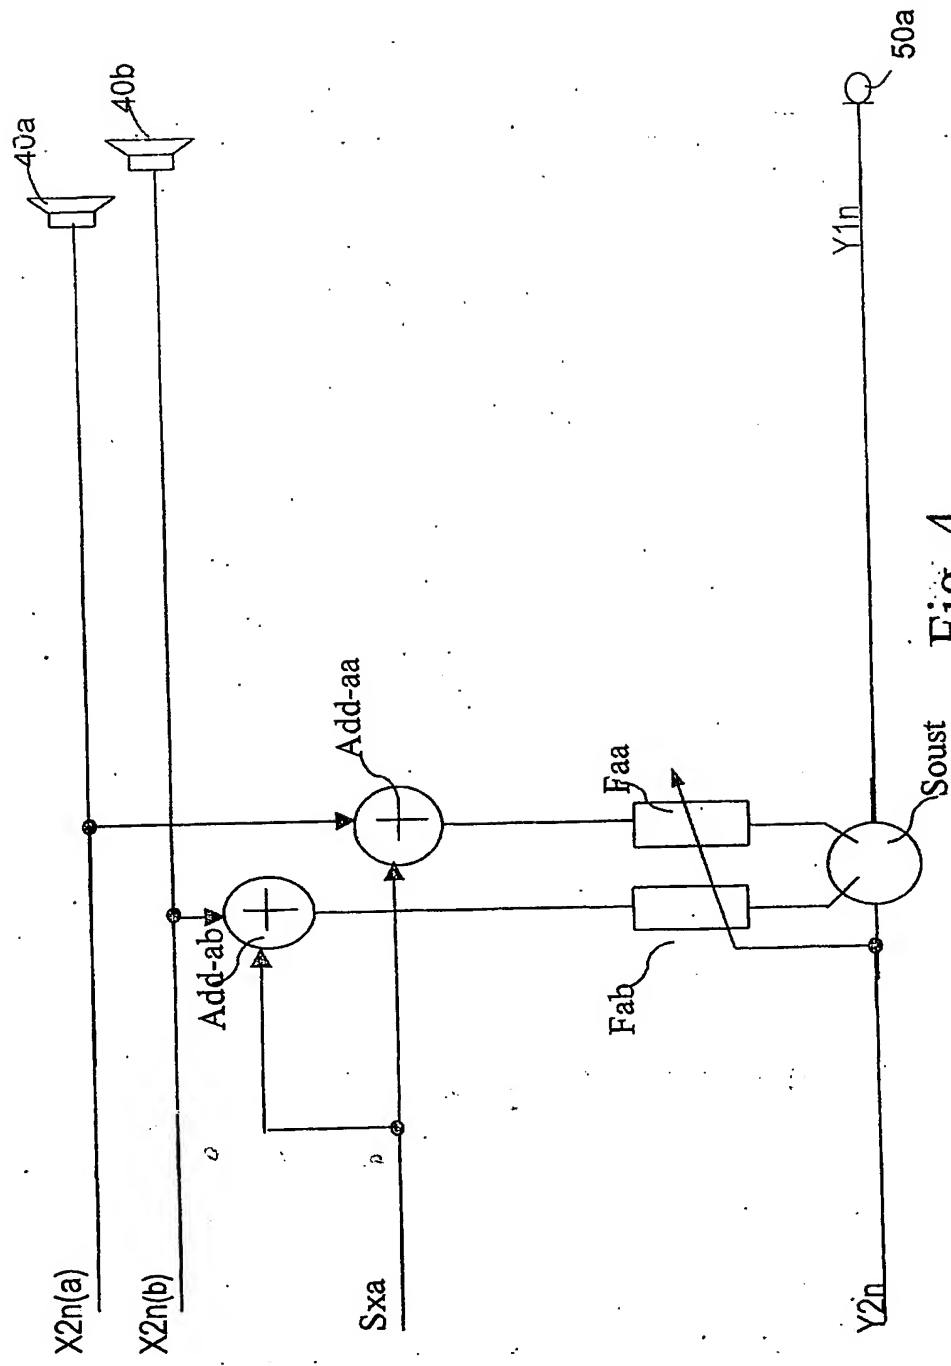 X2n(a)
40a
X2n(b)
40b
Add-ab
Add-aa
Sxa
Fab
Faa
Y1n
Y2n
Soust
50a
Fig. 4